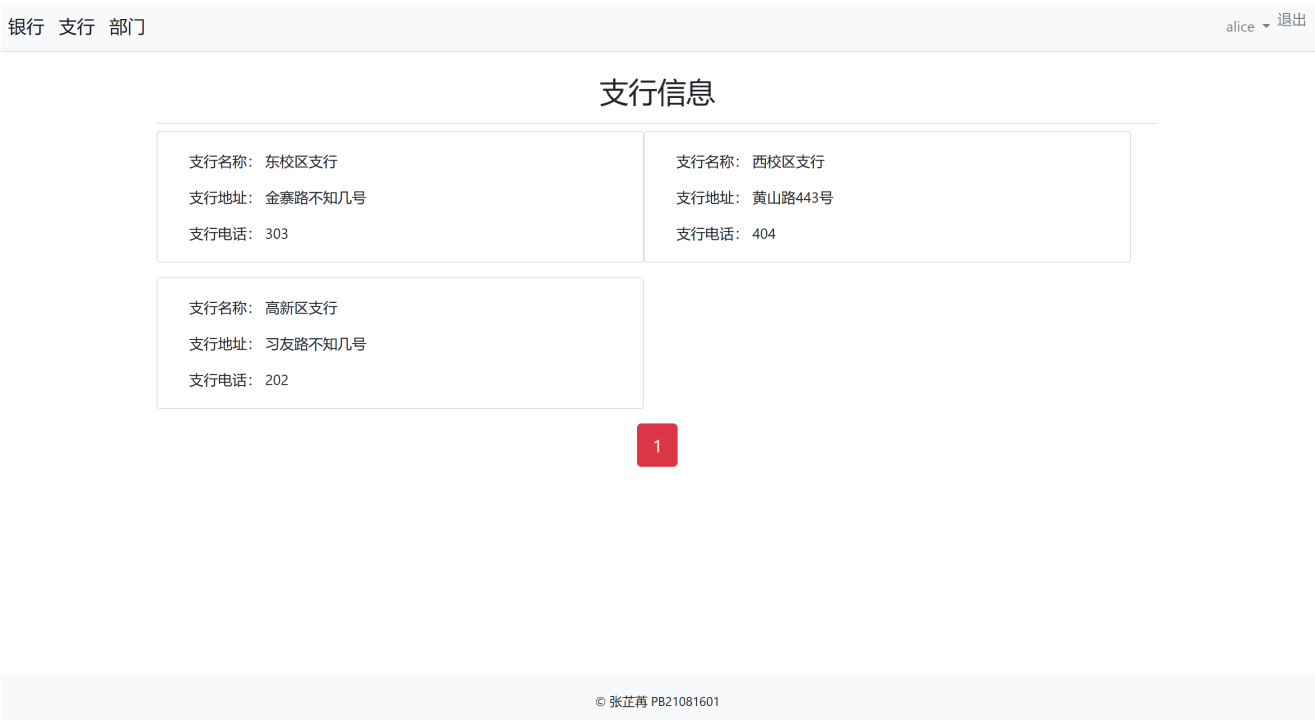 银行 支行 部门 alice 退出
支行信息
支行名称： 东校区支行
支行地址： 金寨路不知几号
支行电话： 303
支行名称： 西校区支行
支行地址： 黄山路443号
支行电话： 404
支行名称： 高新区支行
支行地址： 习友路不知几号
支行电话： 202
1
© 张芷苒 PB21081601